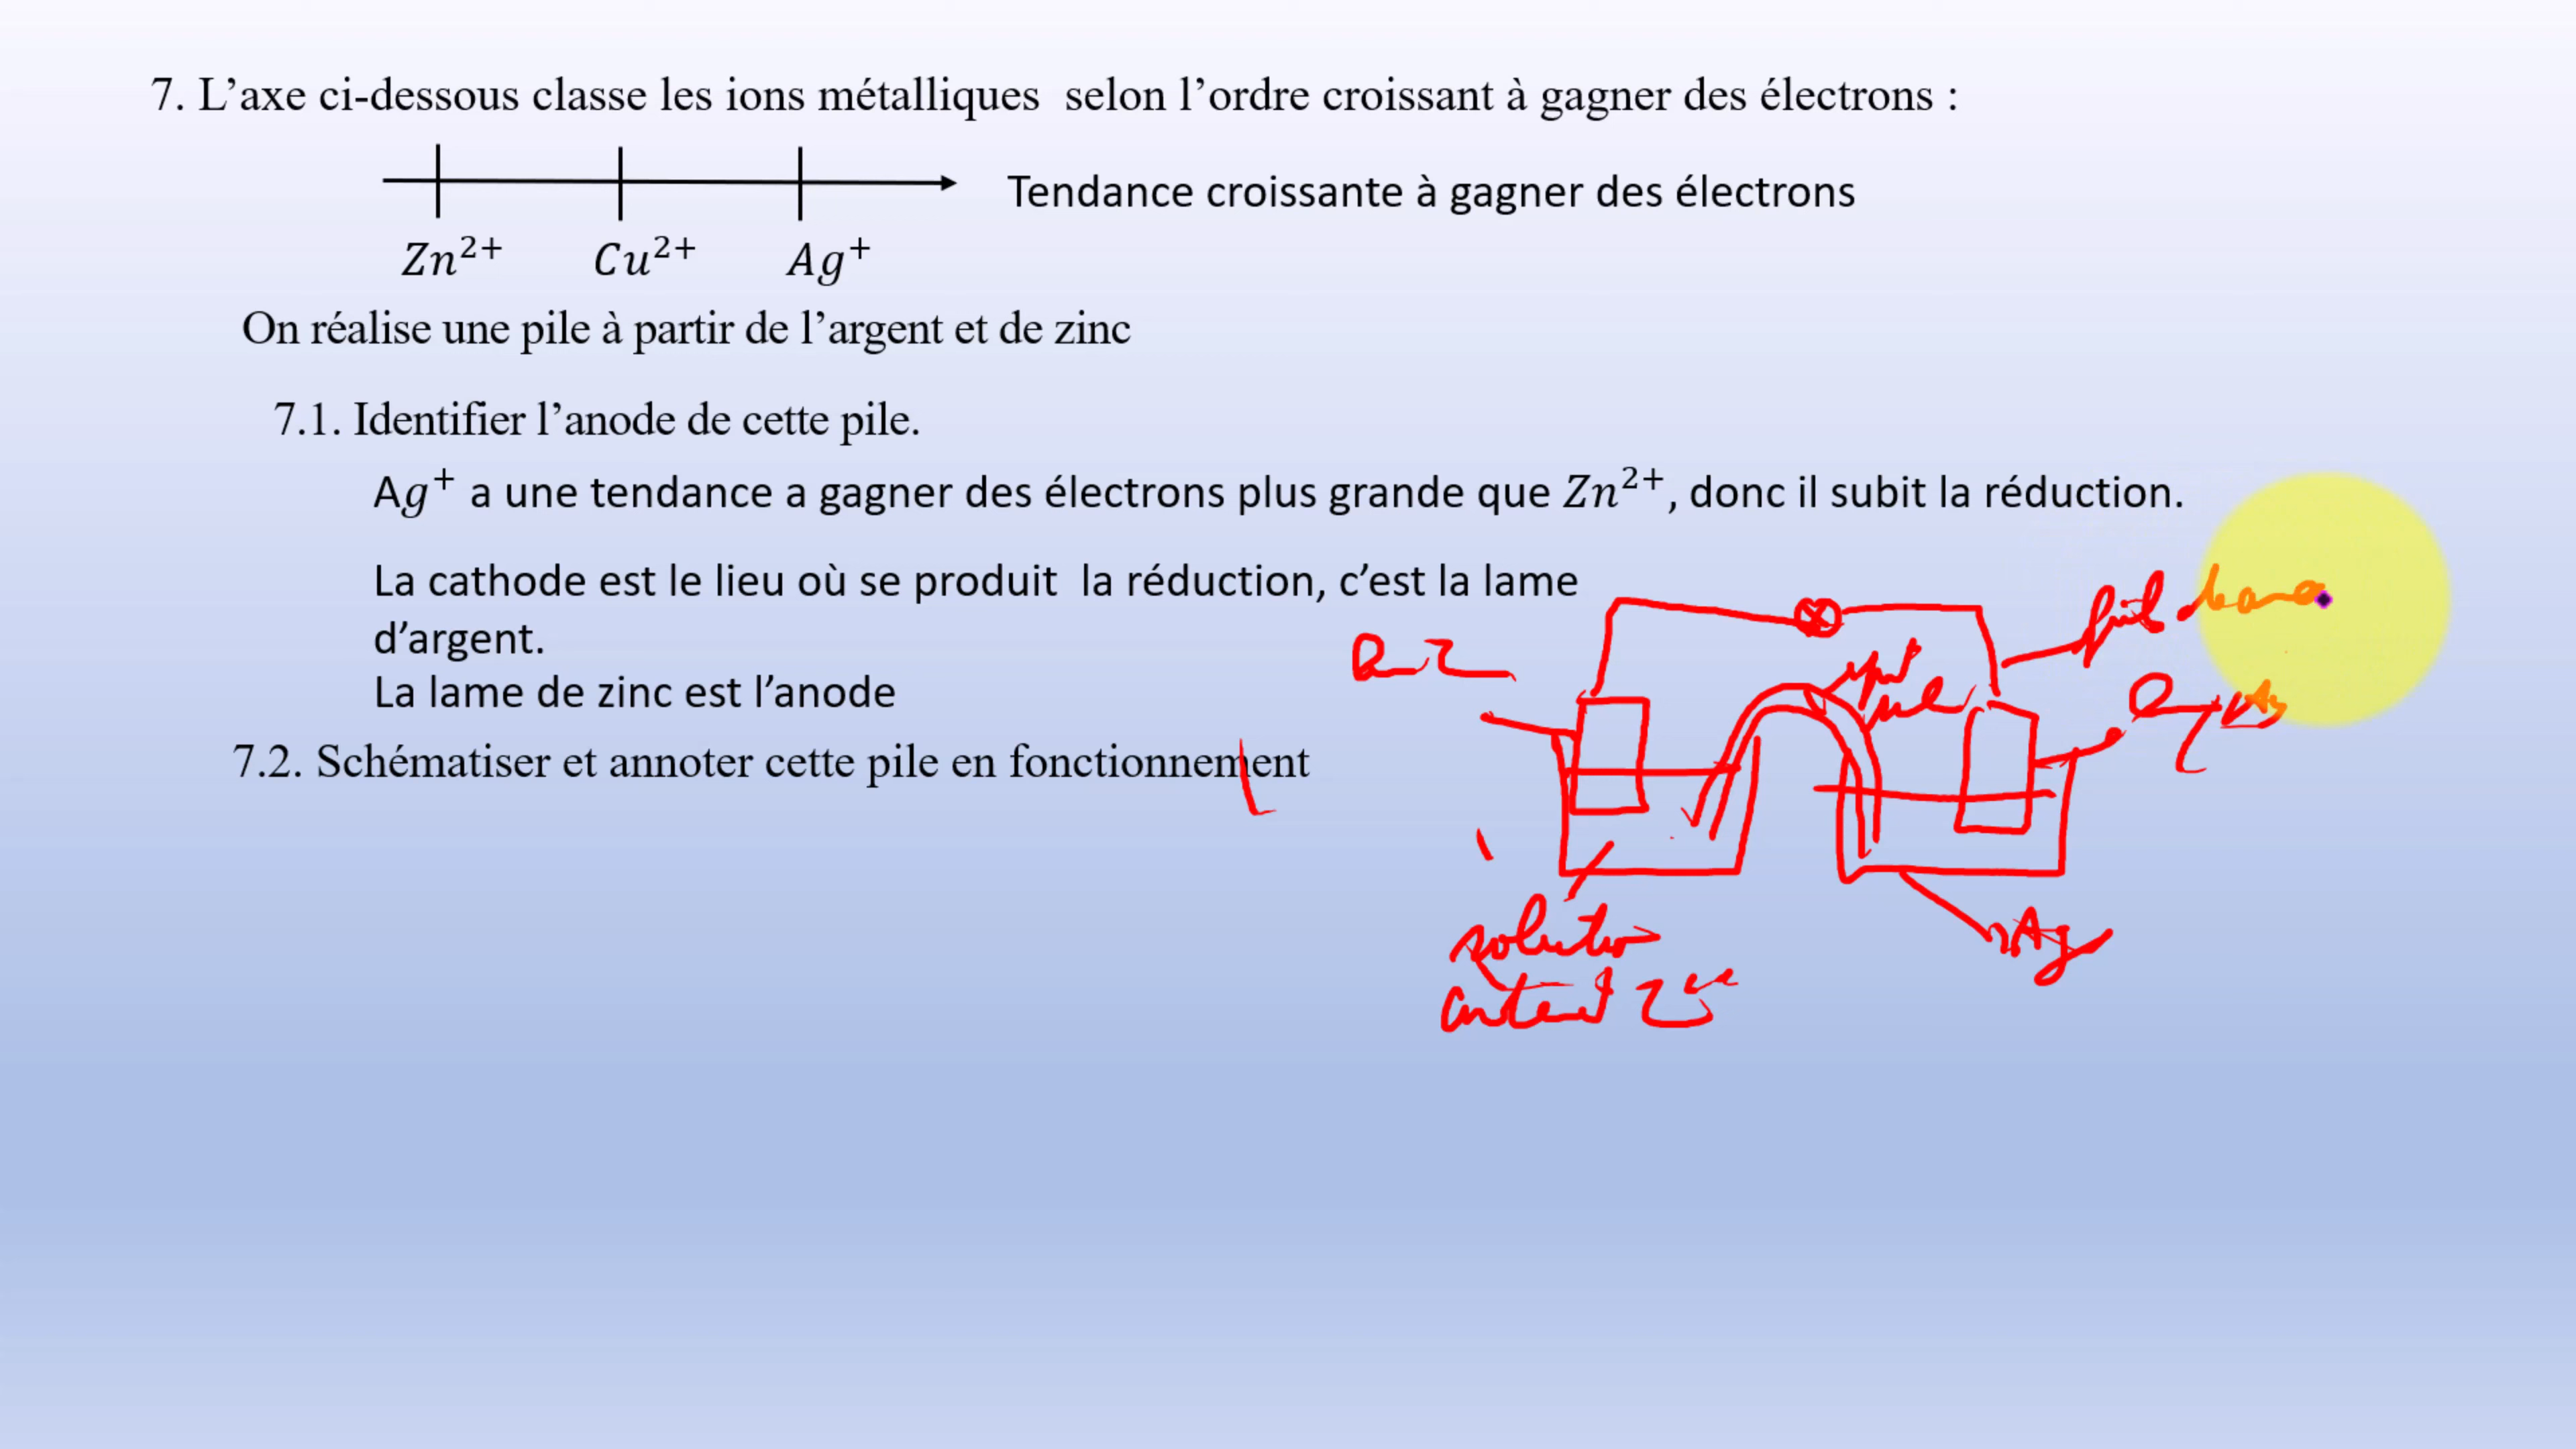 7. L’axe ci-dessous classe les ions métalliques selon l’ordre croissant à gagner des électrons :
Tendance croissante à gagner des électrons
Zn²⁺ Cu²⁺ Ag⁺
On réalise une pile à partir de l’argent et de zinc
7.1. Identifier l’anode de cette pile.
Ag⁺ a une tendance a gagner des électrons plus grande que Zn²⁺, donc il subit la réduction.
La cathode est le lieu où se produit la réduction, c’est la lame
d’argent.
La lame de zinc est l’anode
7.2. Schématiser et annoter cette pile en fonctionnement
solution
Ag